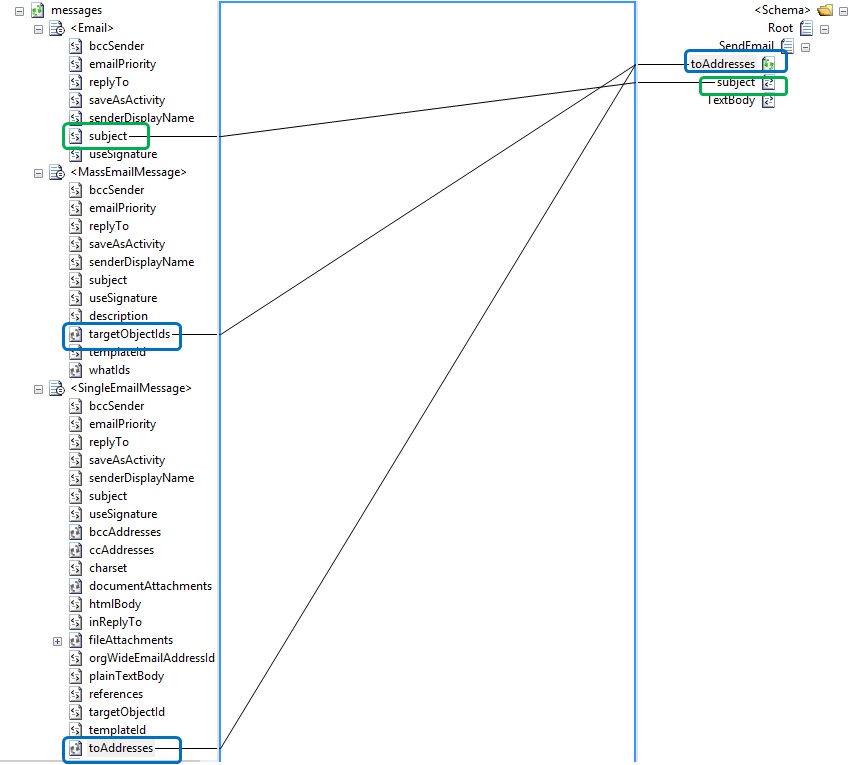 messages
<Email>
bccSender
emailPriority
replyTo
saveAsActivity
senderDisplayName
subject
useSignature
<MassEmailMessage>
bccSender
emailPriority
replyTo
saveAsActivity
senderDisplayName
subject
useSignature
description
targetObjectIds
templateId
whatIds
<SingleEmailMessage>
bccSender
emailPriority
replyTo
saveAsActivity
senderDisplayName
subject
useSignature
bccAddresses
ccAddresses
charset
documentAttachments
htmlBody
inReplyTo
fileAttachments
orgWideEmailAddressId
plainTextBody
references
targetObjectId
templateId
toAddresses
<Schema>
Root
SendEmail
toAddresses
subject
TextBody